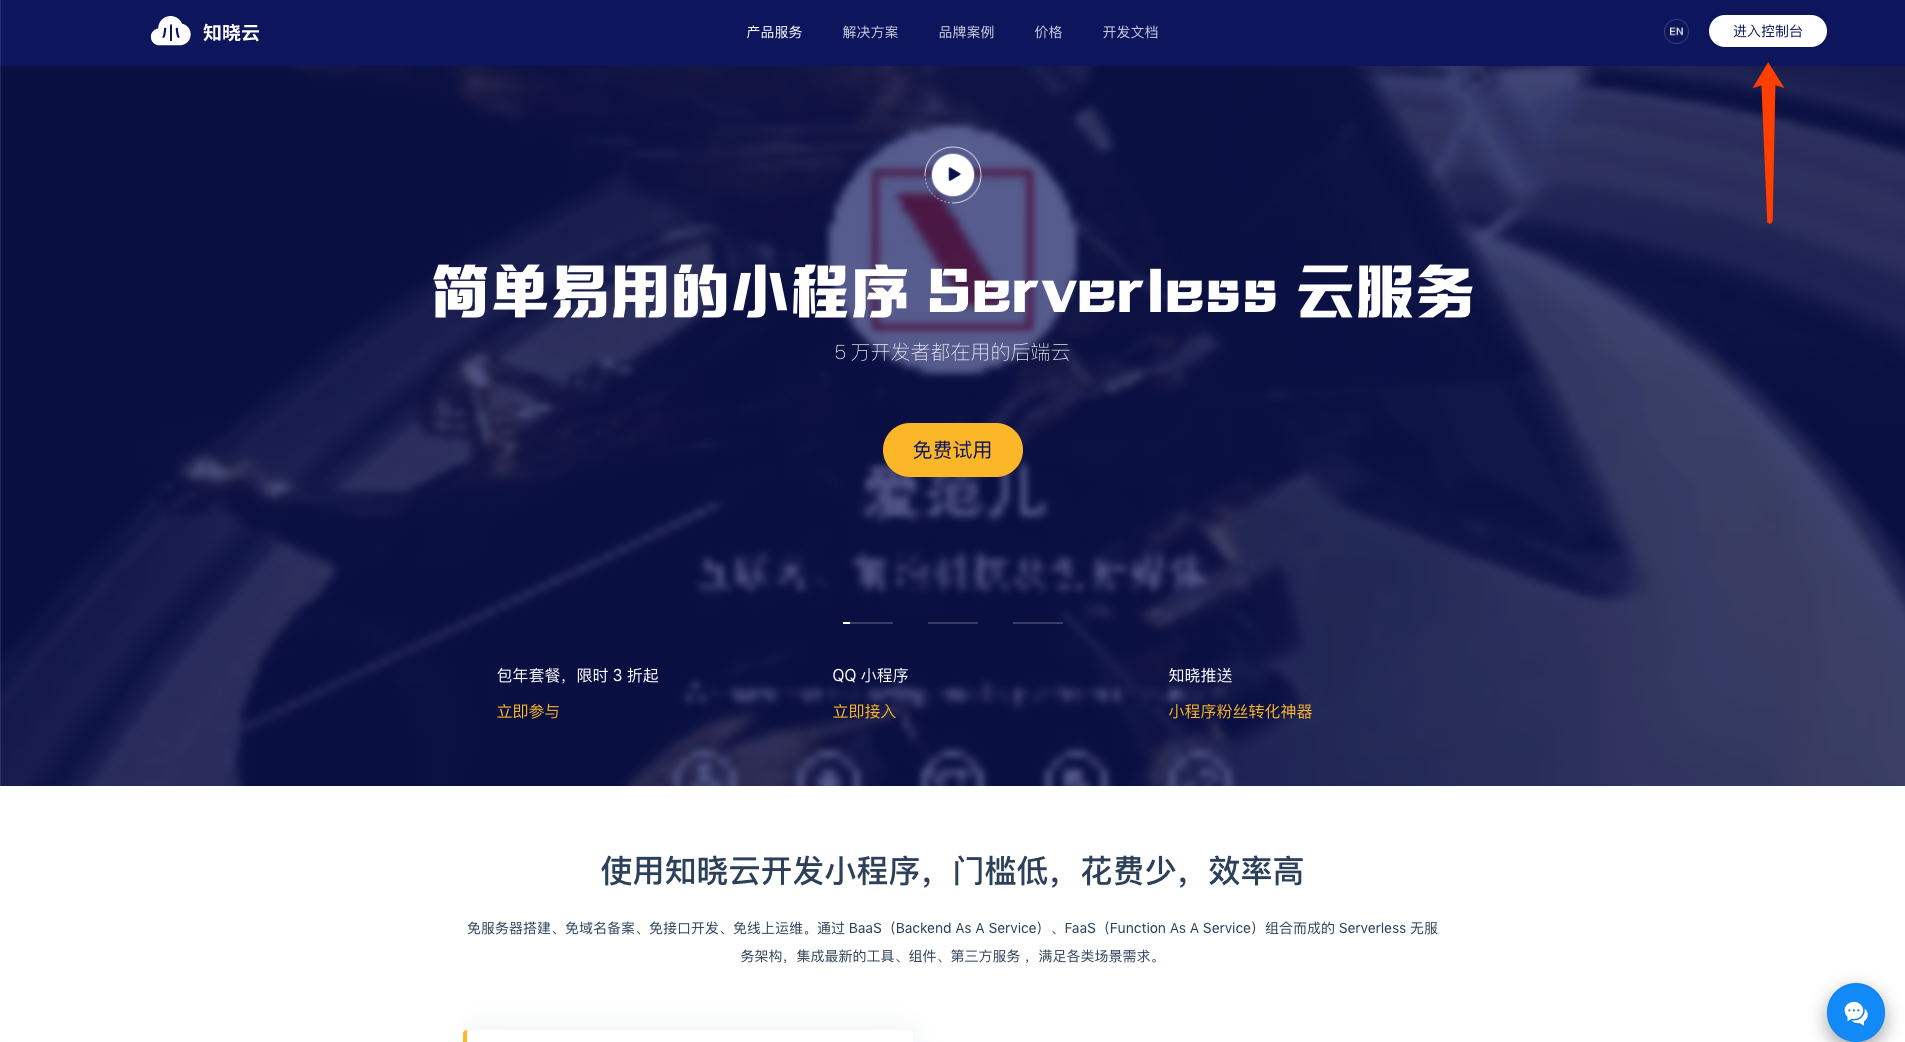 小 知晓云
产品服务 解决方案 品牌案例 价格 开发文档
EN 进入控制台
简单易用的小程序 Serverless 云服务
5 万开发者都在用的后端云
免费试用
爱范儿
包年套餐，限时 3 折起
立即参与
QQ 小程序
立即接入
知晓推送
小程序粉丝转化神器
使用知晓云开发小程序，门槛低，花费少，效率高
免服务器搭建、免域名备案、免接口开发、免线上运维。通过 BaaS（Backend As A Service）、FaaS（Function As A Service）组合而成的 Serverless 无服
务架构，集成最新的工具、组件、第三方服务 ，满足各类场景需求。